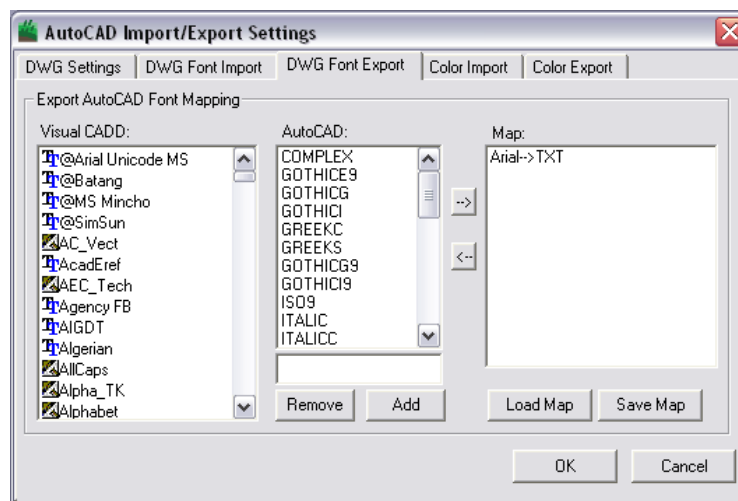 AutoCAD Import/Export Settings
DWG Settings
DWG Font Import
DWG Font Export
Color Import
Color Export
Export AutoCAD Font Mapping
Visual CADD:
@Arial Unicode MS
@Batang
@MS Mincho
@SimSun
AC_Vect
AcadEref
AEC_Tech
Agency FB
AIGDT
Algerian
AllCaps
Alpha_TK
Alphabet
AutoCAD:
COMPLEX
GOTHICE9
GOTHICG
GOTHICI
GREEKC
GREEKS
GOTHICG9
GOTHICI9
ISO9
ITALIC
ITALICC
Remove
Add
-->
<--
Map:
Arial-->TXT
Load Map
Save Map
OK
Cancel